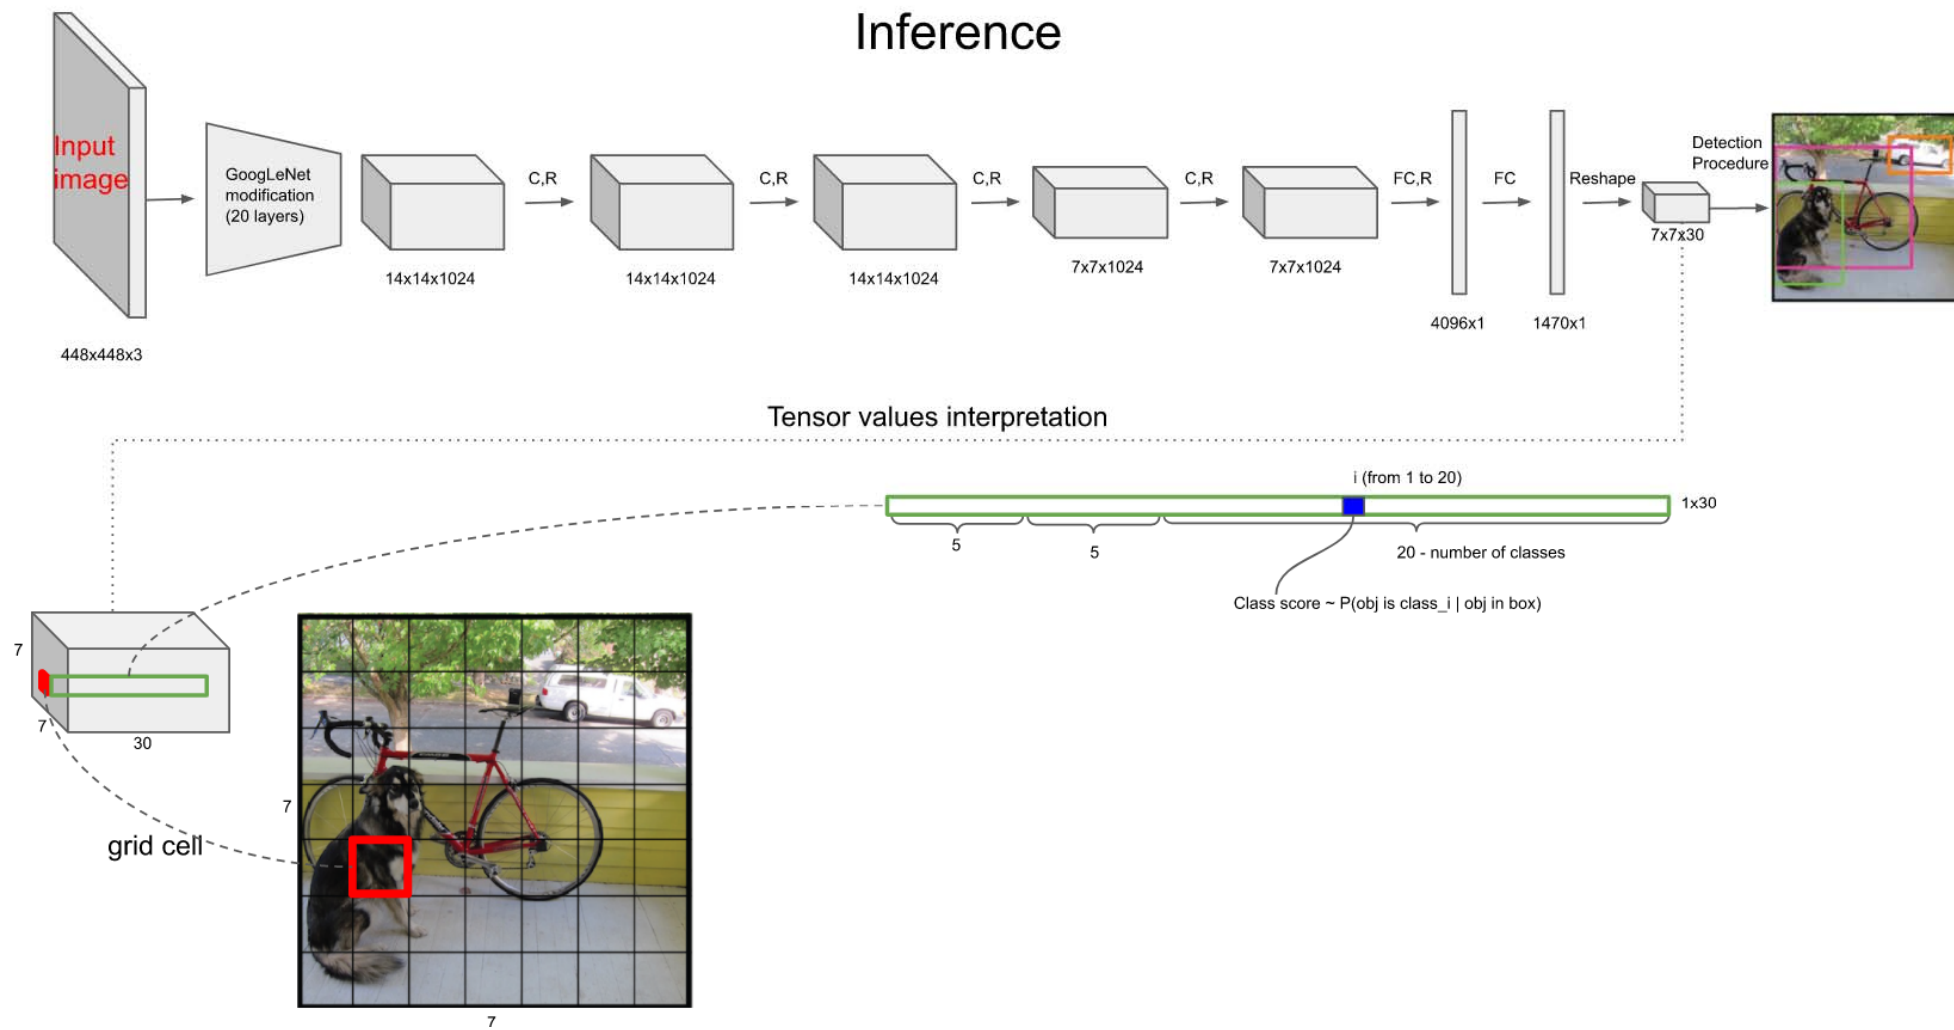 Inference
Input
image
GoogLeNet
modification
(20 layers)
C,R
C,R
C,R
C,R
FC,R
FC
Reshape
Detection
Procedure
448x448x3
14x14x1024
14x14x1024
14x14x1024
7x7x1024
7x7x1024
4096x1
1470x1
7x7x30
Tensor values interpretation
i (from 1 to 20)
1x30
5
5
20 - number of classes
Class score ~ P(obj is class_i | obj in box)
7
7
30
grid cell
7
7